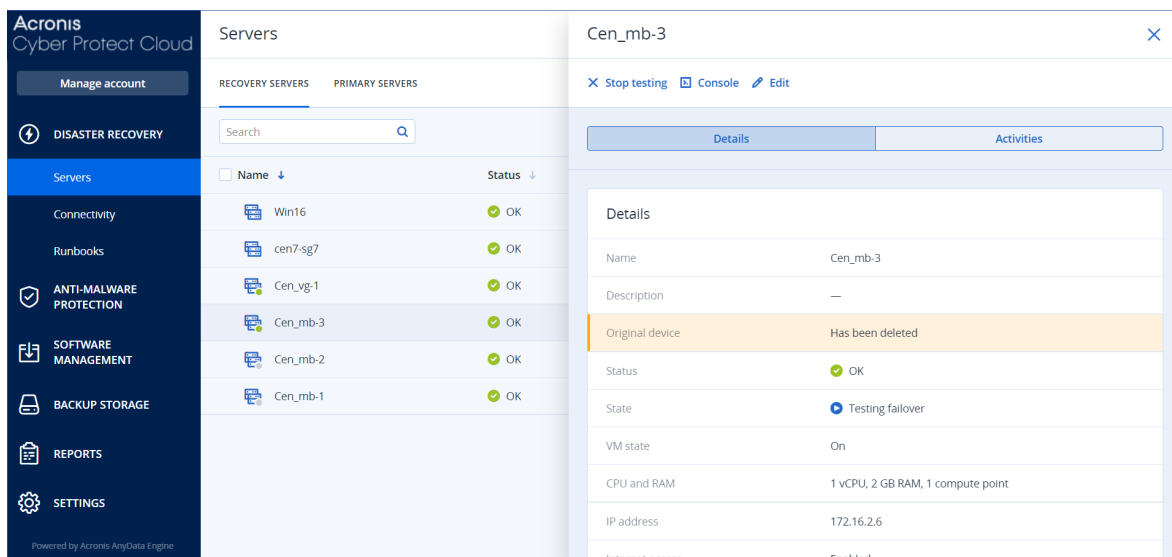 Acronis
Cyber Protect Cloud
Manage account
DISASTER RECOVERY
Servers
Connectivity
Runbooks
ANTI-MALWARE
PROTECTION
SOFTWARE
MANAGEMENT
BACKUP STORAGE
REPORTS
SETTINGS
Powered by Acronis AnyData Engine
Servers
RECOVERY SERVERS PRIMARY SERVERS
Search
Name Status
Win16 OK
cen7-sg7 OK
Cen_vg-1 OK
Cen_mb-3 OK
Cen_mb-2 OK
Cen_mb-1 OK
Cen_mb-3
Stop testing Console Edit
Details Activities
Details
Name Cen_mb-3
Description —
Original device Has been deleted
Status OK
State Testing failover
VM state On
CPU and RAM 1 vCPU, 2 GB RAM, 1 compute point
IP address 172.16.2.6